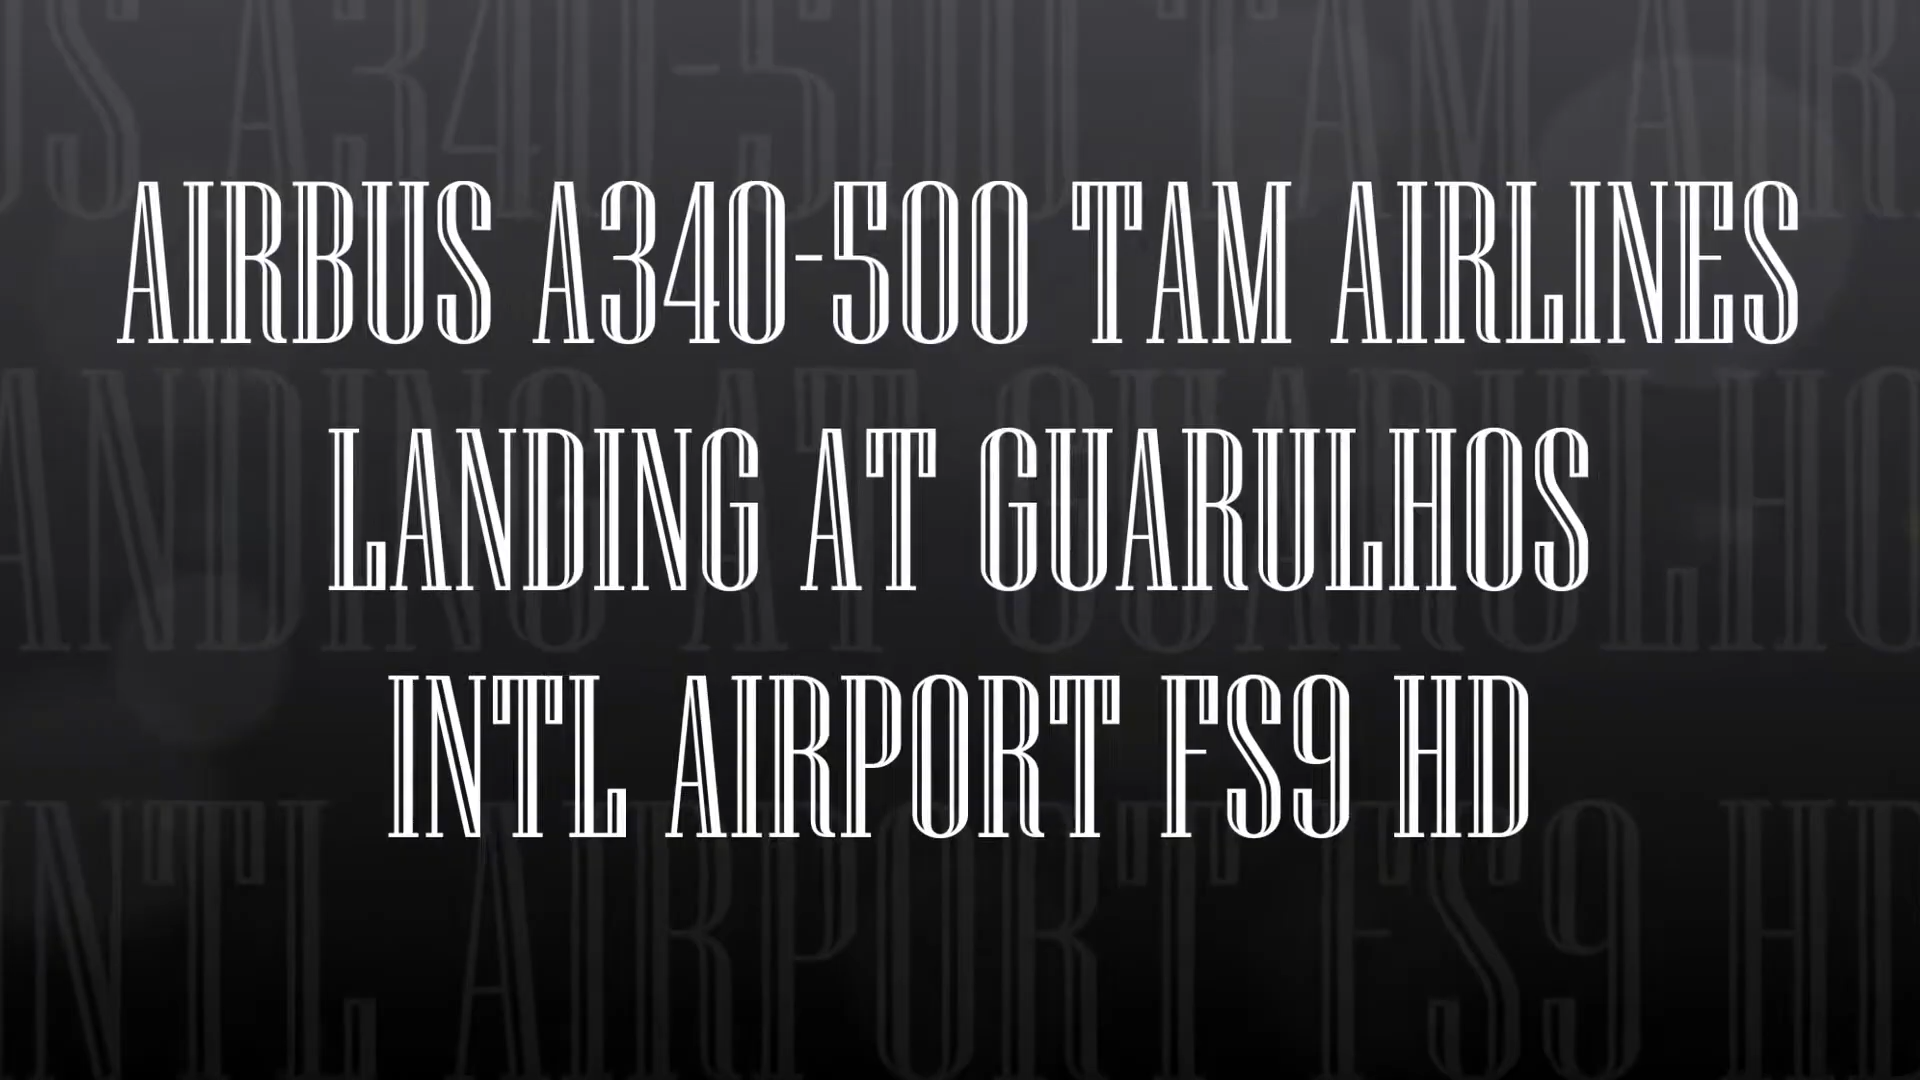 AIRBUS A340-500 TAM AIRLINES
LANDING AT GUARULHOS
INTL AIRPORT FS9 HD